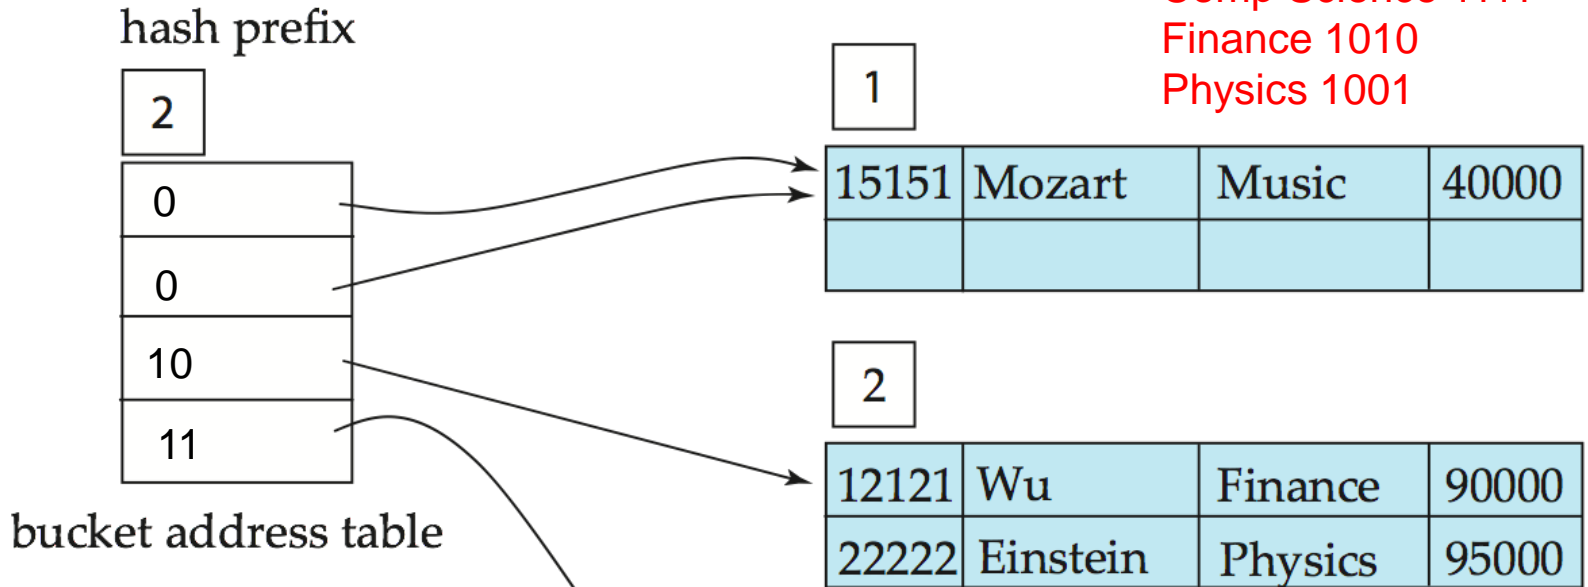 hash prefix
2
0
0
10
11
bucket address table
Finance 1010
Physics 1001
1
15151 Mozart Music 40000
2
12121 Wu Finance 90000
22222 Einstein Physics 95000